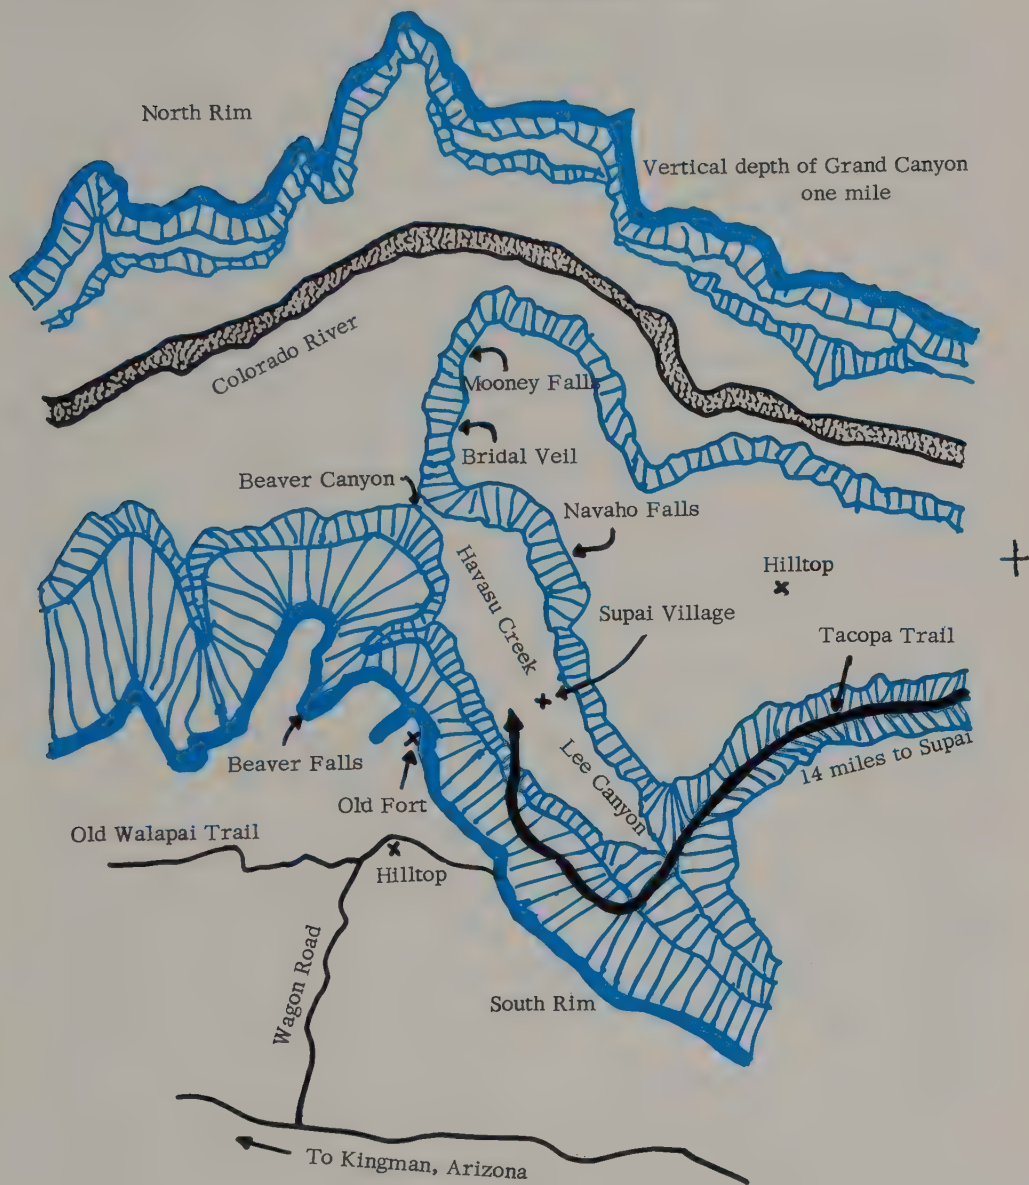 North Rim
Vertical depth of Grand Canyon
one mile
Colorado River
Mooney Falls
Bridal Veil
Beaver Canyon
Navaho Falls
Havasu Creek
Hilltop
Supai Village
Tacopa Trail
14 miles to Supai
Lee Canyon
Beaver Falls
Old Fort
Old Walapai Trail
Hilltop
Wagon Road
South Rim
To Kingman, Arizona